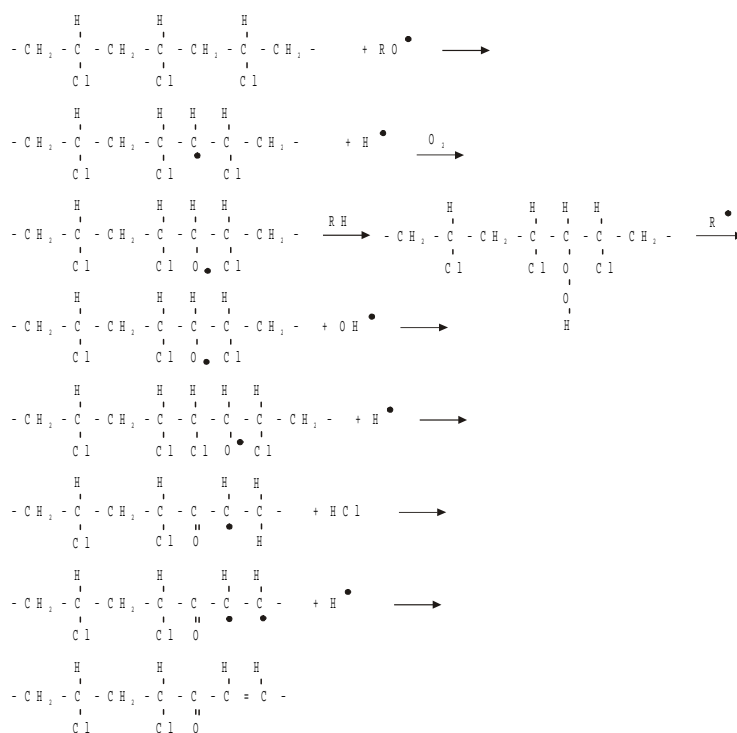 H H H
- CH₂ - C - CH₂ - C - CH₂ - C - CH₂ - + RO• →
Cl Cl Cl
H H H H
- CH₂ - C - CH₂ - C - C• - C - CH₂ - + H• O₂ →
Cl Cl Cl
H H H H
- CH₂ - C - CH₂ - C - C - C - CH₂ - RH →
Cl Cl O• Cl
H H H H
- CH₂ - C - CH₂ - C - C - C - CH₂ - R• →
Cl Cl O Cl
O
H
H H H H
- CH₂ - C - CH₂ - C - C - C - CH₂ - + OH• →
Cl Cl O• Cl
H H H H H
- CH₂ - C - CH₂ - C - C - C - C - CH₂ - + H• →
Cl Cl Cl O• Cl
H H H H
- CH₂ - C - CH₂ - C - C - C• - C - + HCl →
Cl Cl O H
H H H H
- CH₂ - C - CH₂ - C - C - C• - C• - + H• →
Cl Cl O
H H H H
- CH₂ - C - CH₂ - C - C - C = C -
Cl Cl O